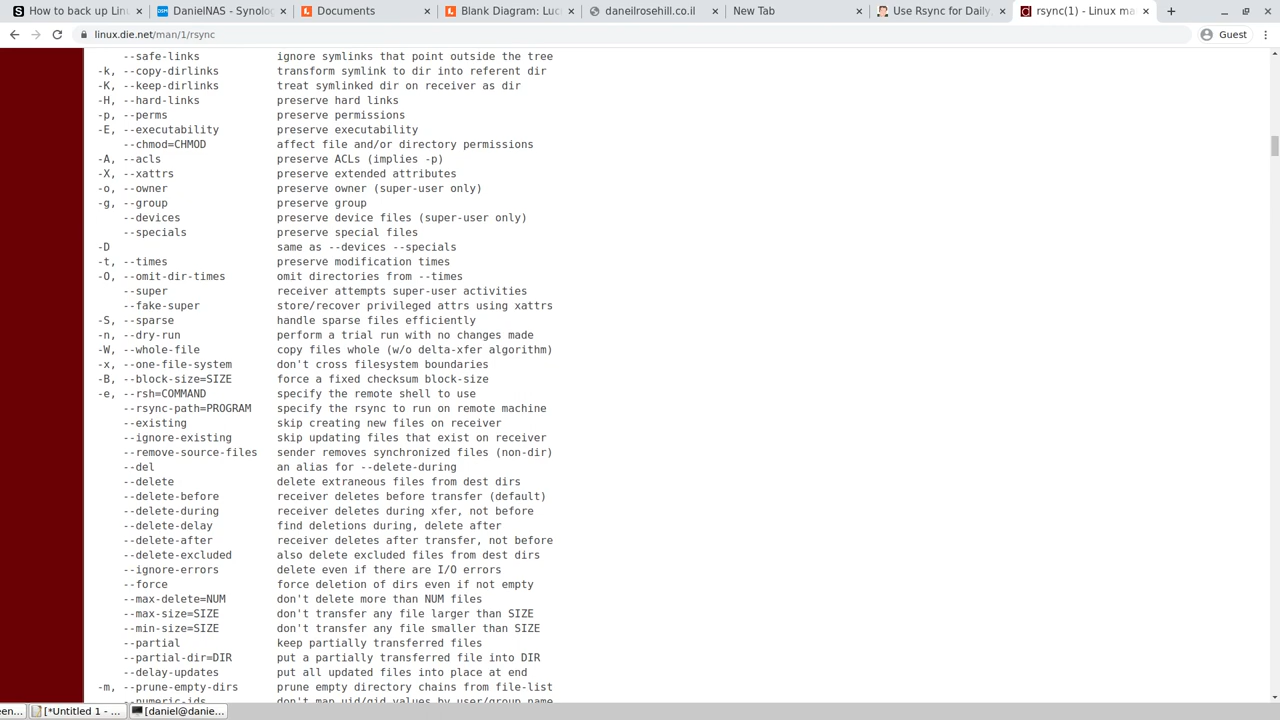 How to back up Linu
DanielNAS - Synolog
Documents
Blank Diagram: Luc
daneilrosehill.co.il
New Tab
Use Rsync for Daily
rsync(1) - Linux ma
linux.die.net/man/1/rsync
Guest
--safe-links ignore symlinks that point outside the tree
-k, --copy-dirlinks transform symlink to dir into referent dir
-K, --keep-dirlinks treat symlinked dir on receiver as dir
-H, --hard-links preserve hard links
-p, --perms preserve permissions
-E, --executability preserve executability
--chmod=CHMOD affect file and/or directory permissions
-A, --acls preserve ACLs (implies -p)
-X, --xattrs preserve extended attributes
-o, --owner preserve owner (super-user only)
-g, --group preserve group
--devices preserve device files (super-user only)
--specials preserve special files
-D same as --devices --specials
-t, --times preserve modification times
-O, --omit-dir-times omit directories from --times
--super receiver attempts super-user activities
--fake-super store/recover privileged attrs using xattrs
-S, --sparse handle sparse files efficiently
-n, --dry-run perform a trial run with no changes made
-W, --whole-file copy files whole (w/o delta-xfer algorithm)
-x, --one-file-system don't cross filesystem boundaries
-B, --block-size=SIZE force a fixed checksum block-size
-e, --rsh=COMMAND specify the remote shell to use
--rsync-path=PROGRAM specify the rsync to run on remote machine
--existing skip creating new files on receiver
--ignore-existing skip updating files that exist on receiver
--remove-source-files sender removes synchronized files (non-dir)
--del an alias for --delete-during
--delete delete extraneous files from dest dirs
--delete-before receiver deletes before transfer (default)
--delete-during receiver deletes during xfer, not before
--delete-delay find deletions during, delete after
--delete-after receiver deletes after transfer, not before
--delete-excluded also delete excluded files from dest dirs
--ignore-errors delete even if there are I/O errors
--force force deletion of dirs even if not empty
--max-delete=NUM don't delete more than NUM files
--max-size=SIZE don't transfer any file larger than SIZE
--min-size=SIZE don't transfer any file smaller than SIZE
--partial keep partially transferred files
--partial-dir=DIR put a partially transferred file into DIR
--delay-updates put all updated files into place at end
-m, --prune-empty-dirs prune empty directory chains from file-list
--numeric-ids don't map uid/gid values by user/group name
een...
[*Untitled 1 - ...
[daniel@danie...